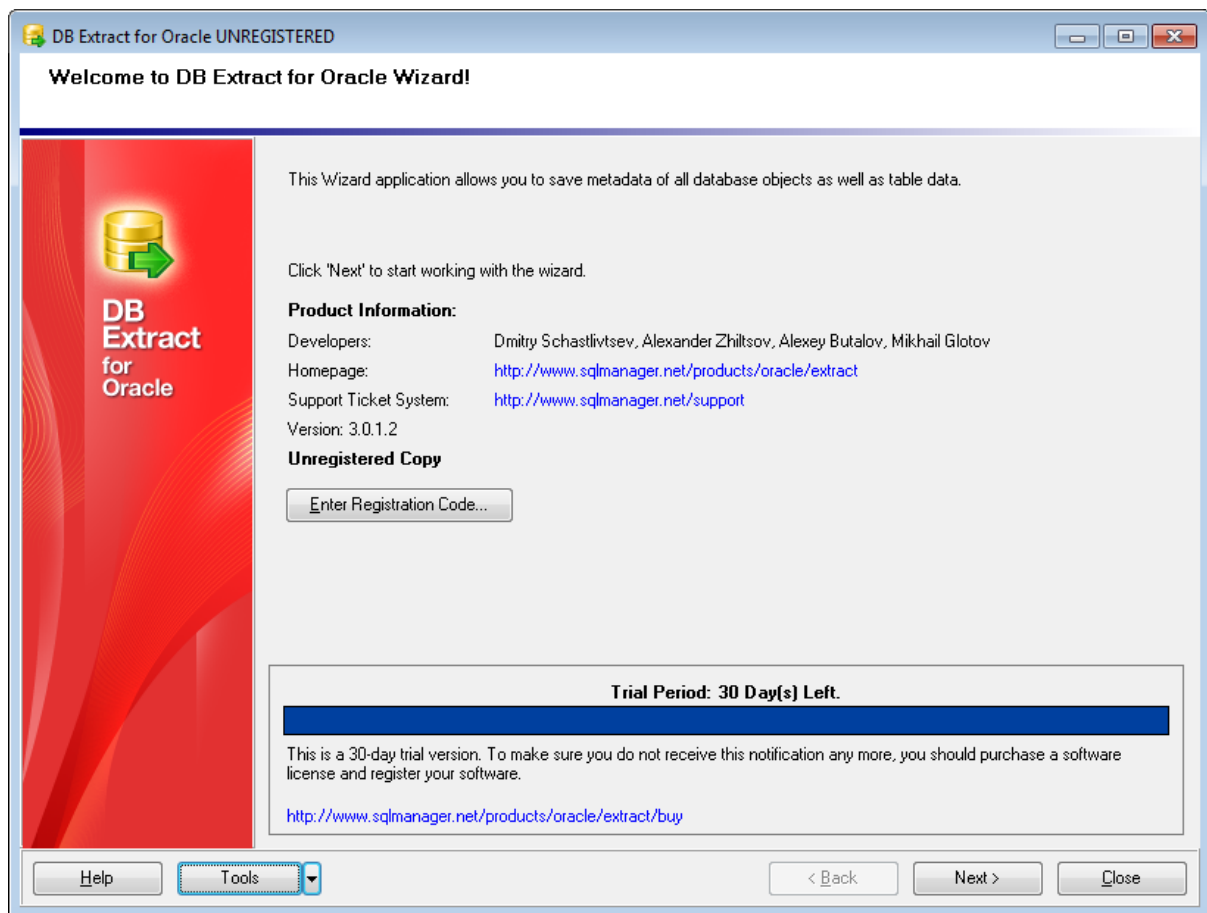 DB Extract for Oracle UNREGISTERED
Welcome to DB Extract for Oracle Wizard!
DB
Extract
for
Oracle
This Wizard application allows you to save metadata of all database objects as well as table data.
Click 'Next' to start working with the wizard.
Product Information:
Developers: Dmitry Schastlivtsev, Alexander Zhiltsov, Alexey Butalov, Mikhail Glotov
Homepage: http://www.sqlmanager.net/products/oracle/extract
Support Ticket System: http://www.sqlmanager.net/support
Version: 3.0.1.2
Unregistered Copy
Enter Registration Code...
Trial Period: 30 Day(s) Left.
This is a 30-day trial version. To make sure you do not receive this notification any more, you should purchase a software
license and register your software.
http://www.sqlmanager.net/products/oracle/extract/buy
Help Tools < Back Next > Close